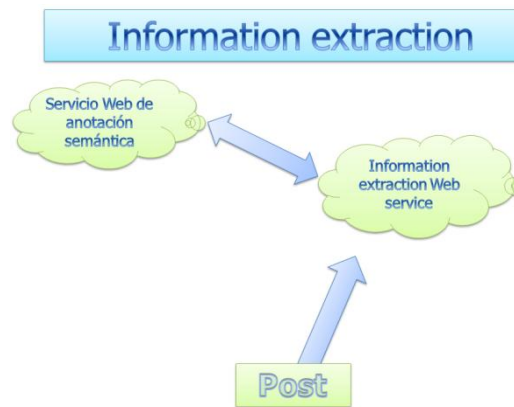 Information extraction
Servicio Web de
anotación
semántica
Information
extraction Web
service
Post